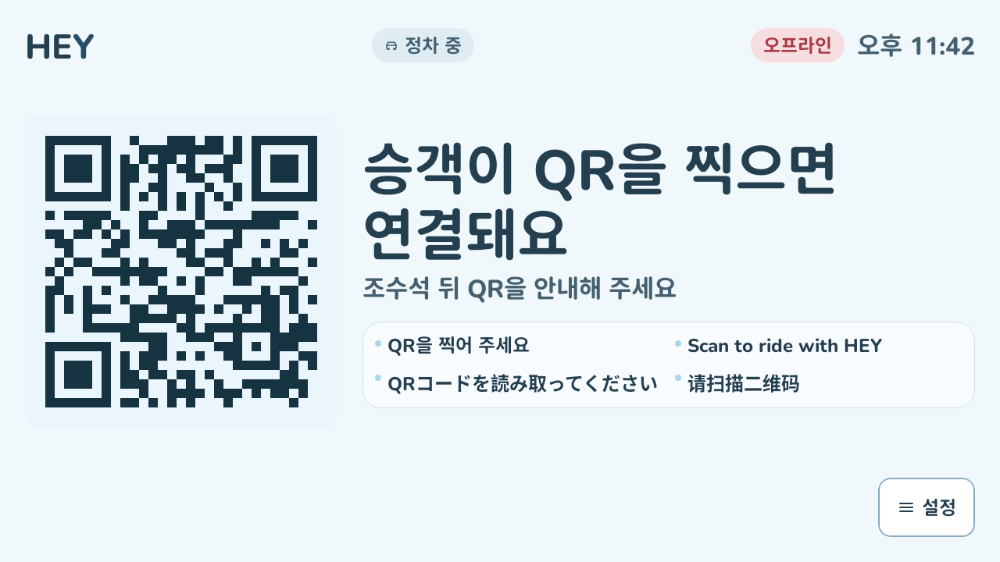 HEY
정차 중
오프라인
오후 11:42
승객이 QR을 찍으면
연결돼요
조수석 뒤 QR을 안내해 주세요
QR을 찍어 주세요
Scan to ride with HEY
QRコードを読み取ってください
请扫描二维码
설정